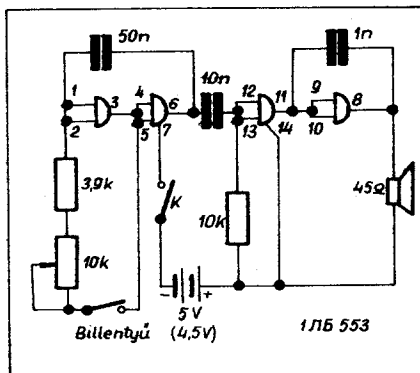 50n
1n
10n
1 2 3 4 5 6 7 12 13 11 14 9 10 8
3,9k
10k
K
10k
45Ω
Billentyű
- +
5 V
(4,5V)
1ЛБ 553